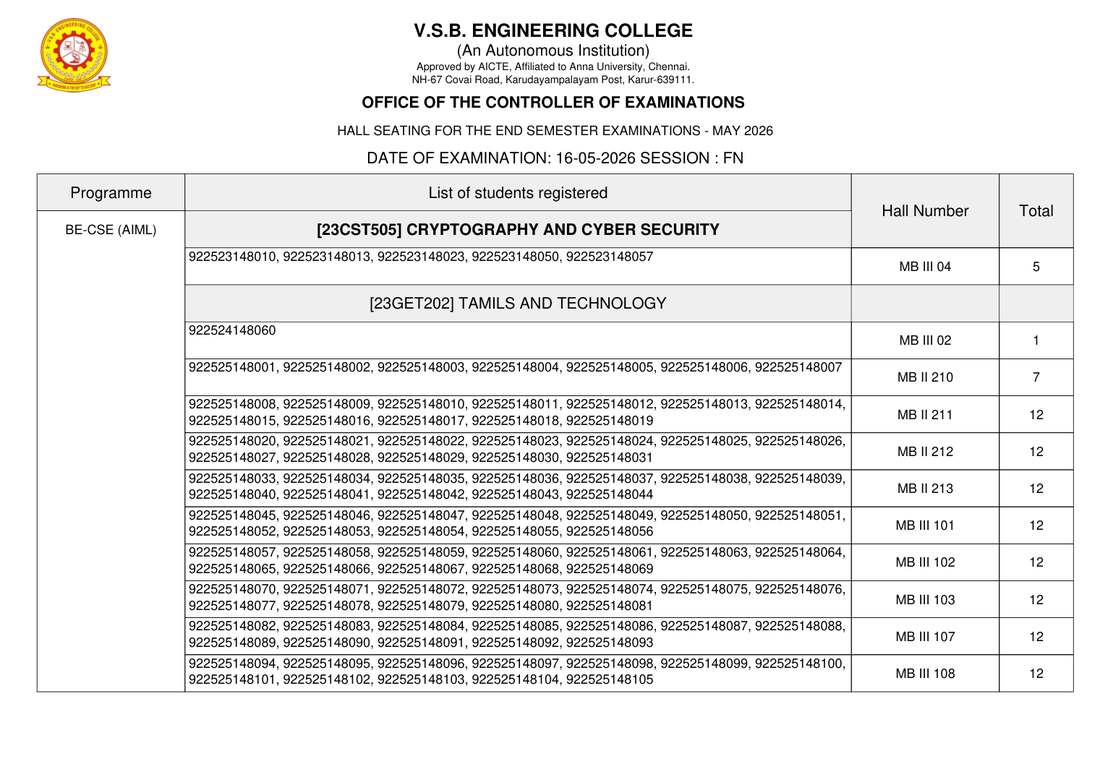 V.S.B. ENGINEERING COLLEGE
(An Autonomous Institution)
Approved by AICTE, Affiliated to Anna University, Chennai.
NH-67 Covai Road, Karudayampalayam Post, Karur-639111.
OFFICE OF THE CONTROLLER OF EXAMINATIONS
HALL SEATING FOR THE END SEMESTER EXAMINATIONS - MAY 2026
DATE OF EXAMINATION: 16-05-2026 SESSION : FN
Programme List of students registered Hall Number Total
BE-CSE (AIML) [23CST505] CRYPTOGRAPHY AND CYBER SECURITY
922523148010, 922523148013, 922523148023, 922523148050, 922523148057 MB III 04 5
[23GET202] TAMILS AND TECHNOLOGY
922524148060 MB III 02 1
922525148001, 922525148002, 922525148003, 922525148004, 922525148005, 922525148006, 922525148007 MB II 210 7
922525148008, 922525148009, 922525148010, 922525148011, 922525148012, 922525148013, 922525148014,
922525148015, 922525148016, 922525148017, 922525148018, 922525148019 MB II 211 12
922525148020, 922525148021, 922525148022, 922525148023, 922525148024, 922525148025, 922525148026,
922525148027, 922525148028, 922525148029, 922525148030, 922525148031 MB II 212 12
922525148033, 922525148034, 922525148035, 922525148036, 922525148037, 922525148038, 922525148039,
922525148040, 922525148041, 922525148042, 922525148043, 922525148044 MB II 213 12
922525148045, 922525148046, 922525148047, 922525148048, 922525148049, 922525148050, 922525148051,
922525148052, 922525148053, 922525148054, 922525148055, 922525148056 MB III 101 12
922525148057, 922525148058, 922525148059, 922525148060, 922525148061, 922525148063, 922525148064,
922525148065, 922525148066, 922525148067, 922525148068, 922525148069 MB III 102 12
922525148070, 922525148071, 922525148072, 922525148073, 922525148074, 922525148075, 922525148076,
922525148077, 922525148078, 922525148079, 922525148080, 922525148081 MB III 103 12
922525148082, 922525148083, 922525148084, 922525148085, 922525148086, 922525148087, 922525148088,
922525148089, 922525148090, 922525148091, 922525148092, 922525148093 MB III 107 12
922525148094, 922525148095, 922525148096, 922525148097, 922525148098, 922525148099, 922525148100,
922525148101, 922525148102, 922525148103, 922525148104, 922525148105 MB III 108 12